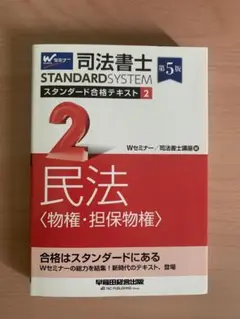 Wセミナー 司法書士 第5版
STANDARDSYSTEM
スタンダード合格テキスト 2
Wセミナー/司法書士講座 編
2
民法
〈物権・担保物権〉
合格はスタンダードにある
Wセミナーの総力を結集!新時代のテキスト、登場
早稲田経営出版
TAC PUBLISHING